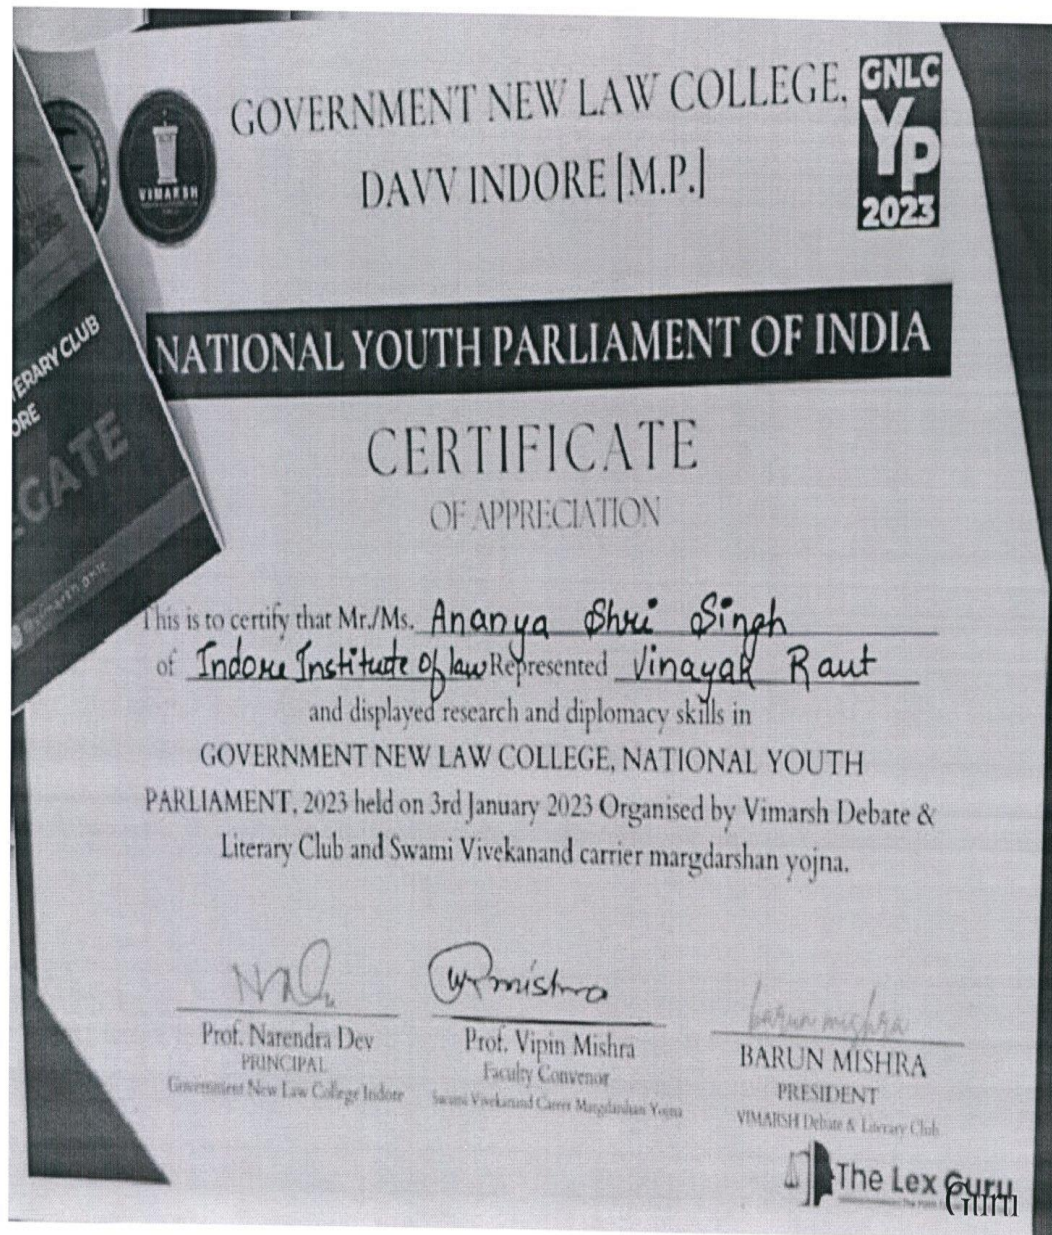 GOVERNMENT NEW LAW COLLEGE,
DAVV INDORE [M.P.]
GNLC
YP
2023
VIMARSH
ERARY CLUB
ORE
GATE
NATIONAL YOUTH PARLIAMENT OF INDIA
CERTIFICATE
OF APPRECIATION
This is to certify that Mr./Ms. Ananya Shri Singh
of Indore Institute of law Represented Vinayak Raut
and displayed research and diplomacy skills in
GOVERNMENT NEW LAW COLLEGE, NATIONAL YOUTH
PARLIAMENT, 2023 held on 3rd January 2023 Organised by Vimarsh Debate &
Literary Club and Swami Vivekanand carrier margdarshan yojna.
Mishra
barun mishra
Prof. Narendra Dev
PRINCIPAL
Government New Law College Indore
Prof. Vipin Mishra
Faculty Convenor
Swami Vivekanand Career Margdarshan Yojna
BARUN MISHRA
PRESIDENT
VIMARSH Debate & Literary Club
The Lex Guru
Guru